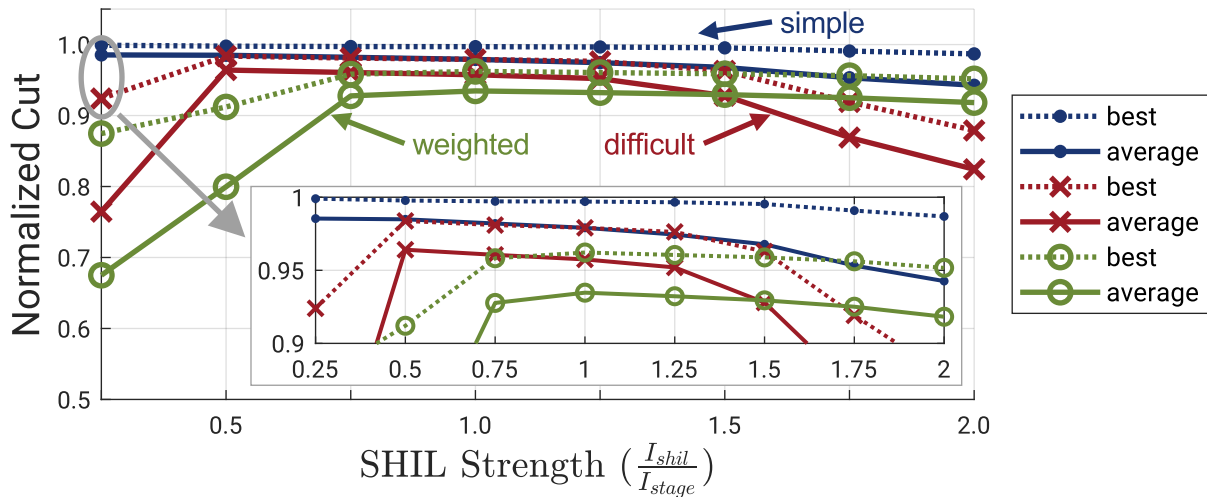 Normalized Cut
1.0
0.9
0.8
0.7
0.6
0.5
simple
weighted
difficult
1
0.95
0.9
0.25 0.5 0.75 1 1.25 1.5 1.75 2
0.5 1.0 1.5 2.0
SHIL Strength (I_shil/I_stage)
best
average
best
average
best
average